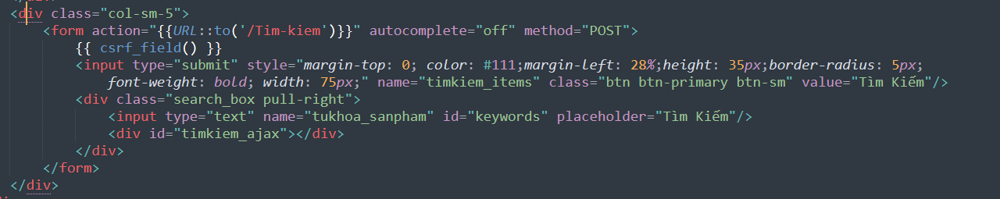 <div class="col-sm-5">
<form action="{{URL::to('/Tim-kiem')}}" autocomplete="off" method="POST">
{{ csrf_field() }}
<input type="submit" style="margin-top: 0; color: #111;margin-left: 28%;height: 35px;border-radius: 5px;
font-weight: bold; width: 75px;" name="timkiem_items" class="btn btn-primary btn-sm" value="Tìm Kiếm"/>
<div class="search_box pull-right">
<input type="text" name="tukhoa_sanpham" id="keywords" placeholder="Tìm Kiếm"/>
<div id="timkiem_ajax"></div>
</div>
</form>
</div>